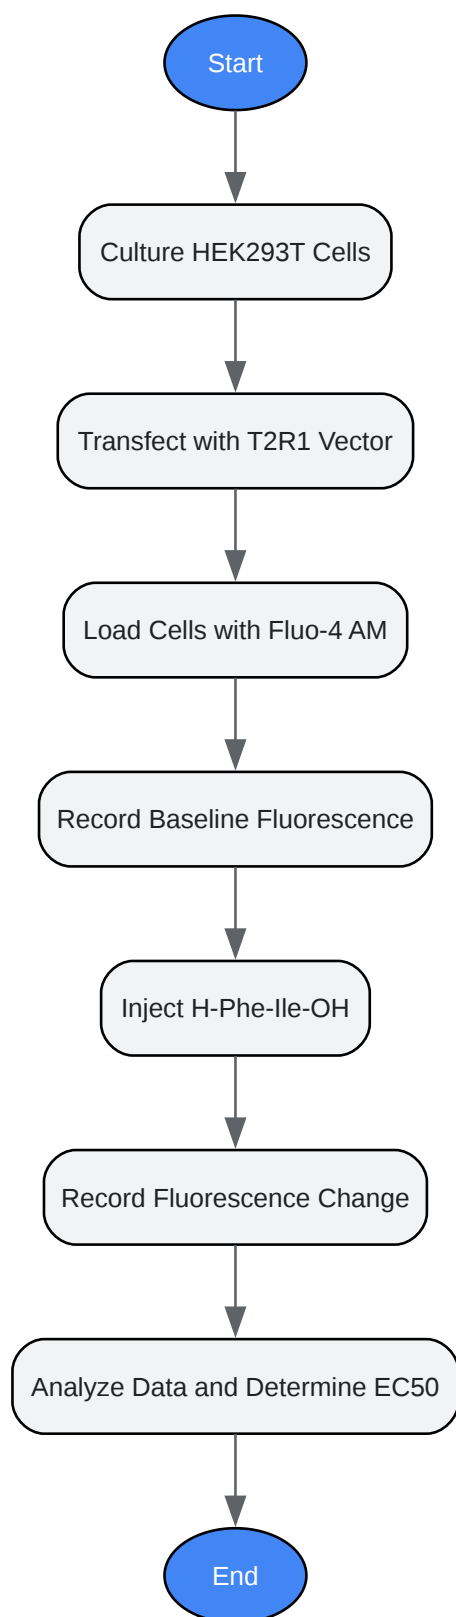 Start
Culture HEK293T Cells
Transfect with T2R1 Vector
Load Cells with Fluo-4 AM
Record Baseline Fluorescence
Inject H-Phe-Ile-OH
Record Fluorescence Change
Analyze Data and Determine EC50
End